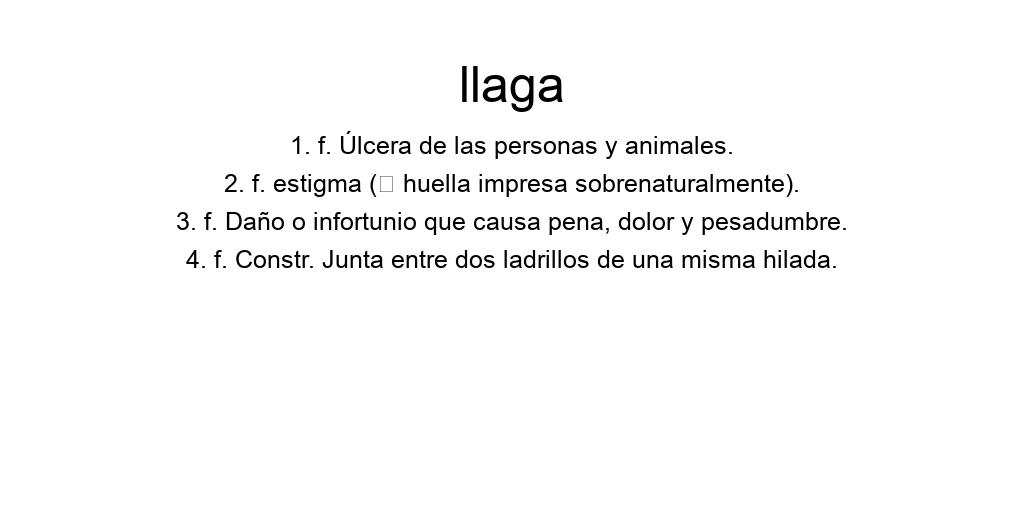 llaga
1. f. Úlcera de las personas y animales.
2. f. estigma (□ huella impresa sobrenaturalmente).
3. f. Daño o infortunio que causa pena, dolor y pesadumbre.
4. f. Constr. Junta entre dos ladrillos de una misma hilada.